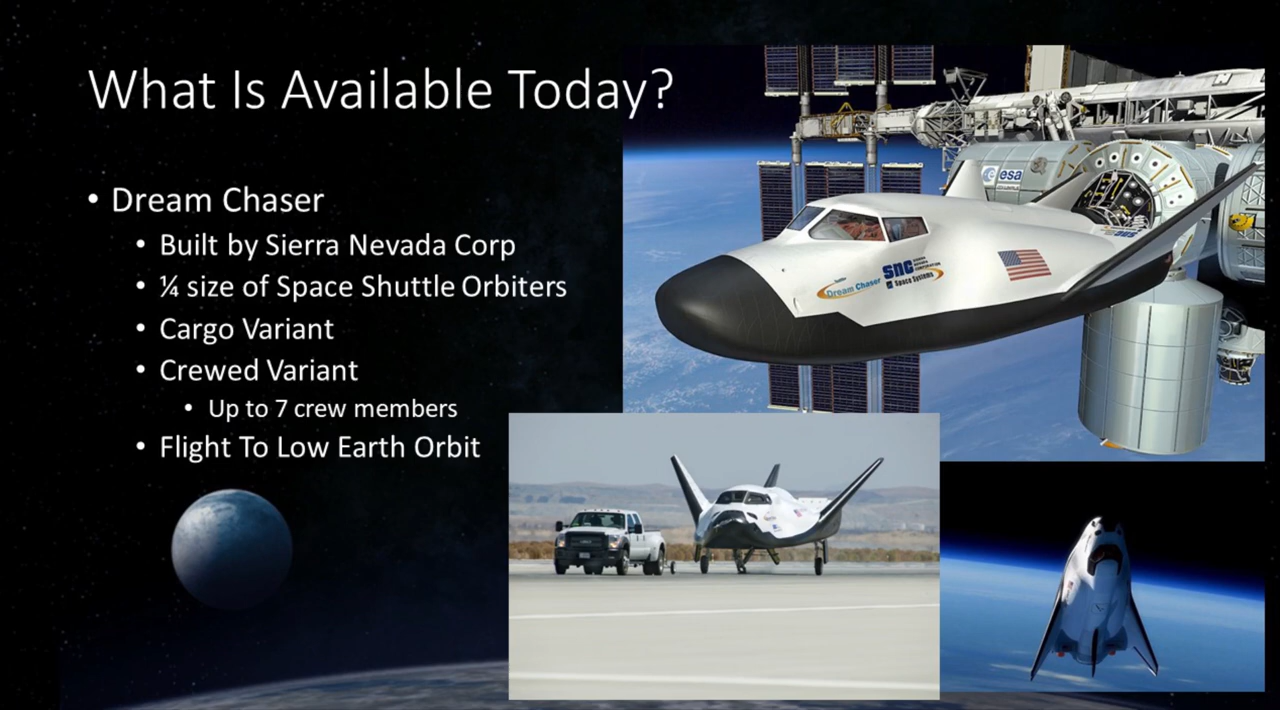 What Is Available Today?
• Dream Chaser
• Built by Sierra Nevada Corp
• ¼ size of Space Shuttle Orbiters
• Cargo Variant
• Crewed Variant
• Up to 7 crew members
• Flight To Low Earth Orbit
esa
Dream Chaser
snc
Space Systems